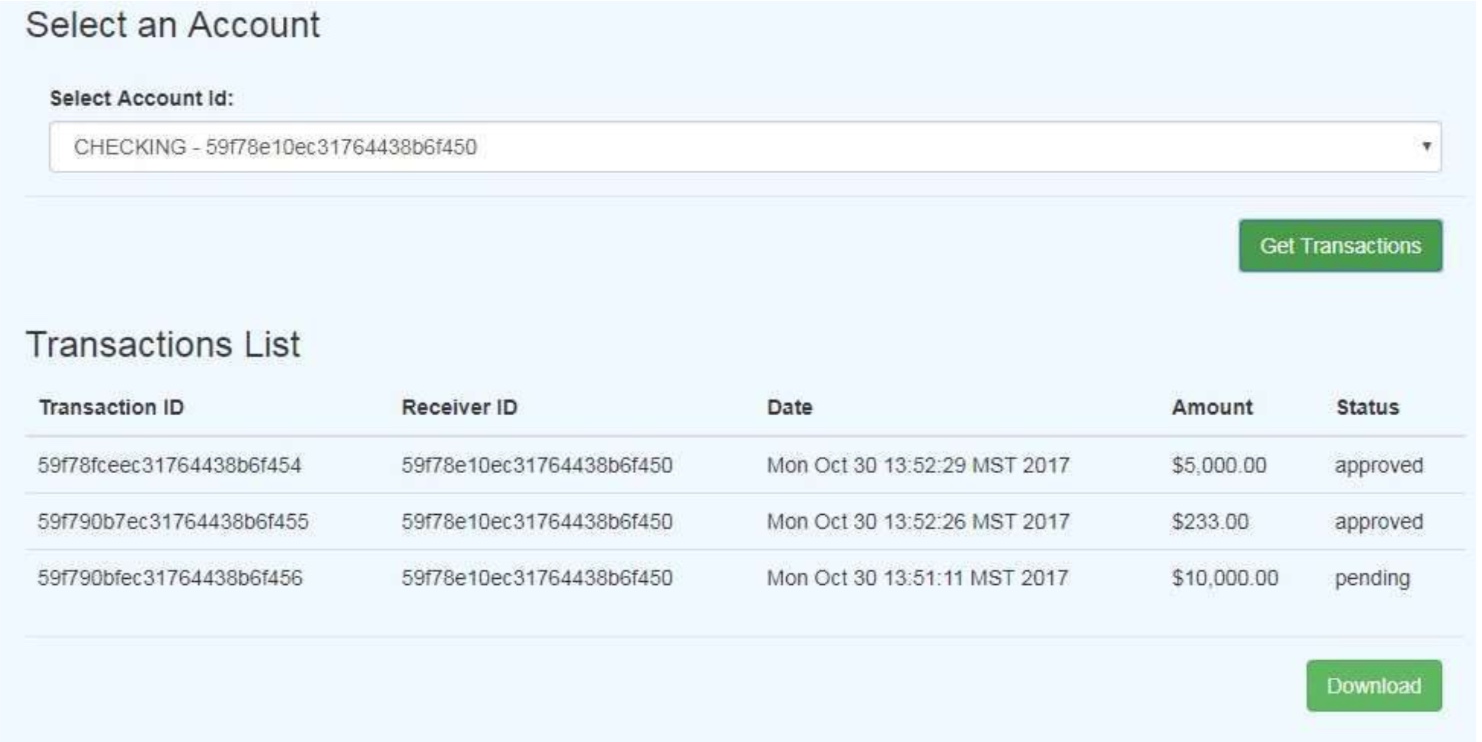 Select an Account
Select Account Id:
CHECKING - 59f78e10ec31764438b6f450
Get Transactions
Transactions List
Transaction ID Receiver ID Date Amount Status
59f78fceec31764438b6f454 59f78e10ec31764438b6f450 Mon Oct 30 13:52:29 MST 2017 $5,000.00 approved
59f790b7ec31764438b6f455 59f78e10ec31764438b6f450 Mon Oct 30 13:52:26 MST 2017 $233.00 approved
59f790bfec31764438b6f456 59f78e10ec31764438b6f450 Mon Oct 30 13:51:11 MST 2017 $10,000.00 pending
Download